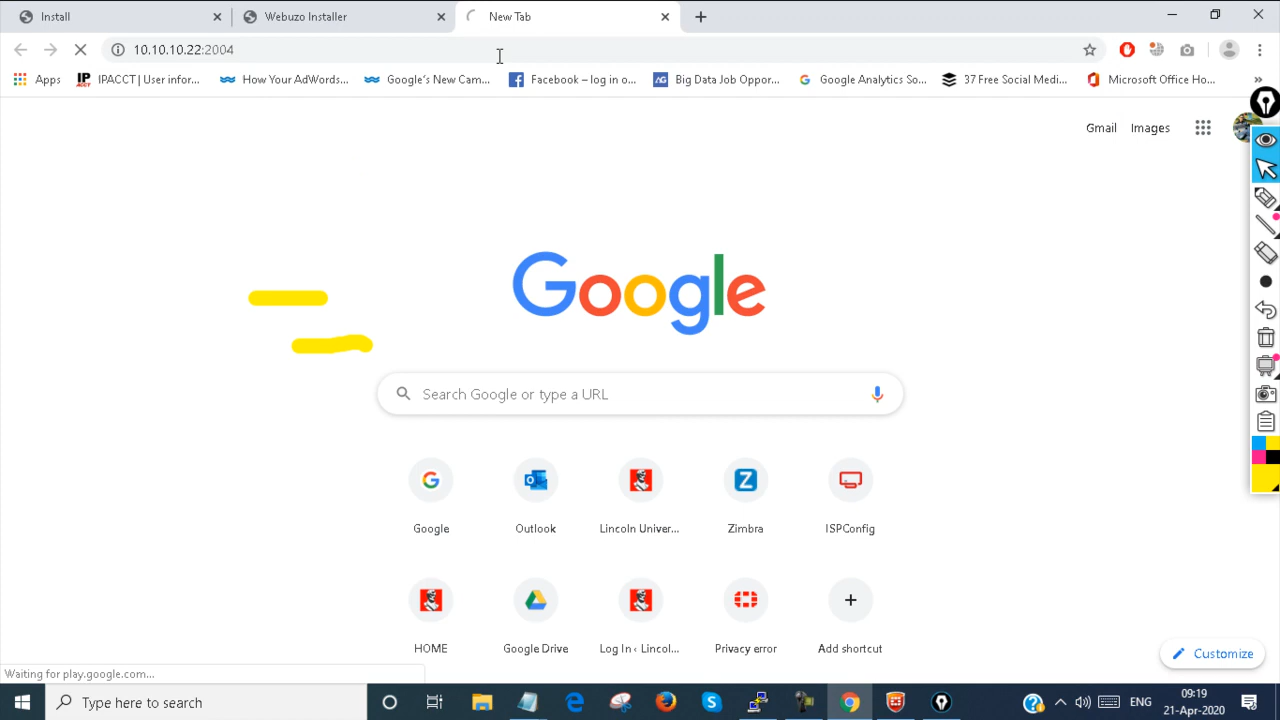 Install
Webuzo Installer
New Tab
10.10.10.22:2004
Apps
IP ACCT
IPACCT | User infor...
How Your AdWords...
Google's New Cam...
Facebook – log in o...
Big Data Job Oppor...
Google Analytics So...
37 Free Social Medi...
Microsoft Office Ho...
»
Gmail
Images
Google
Search Google or type a URL
Google
Outlook
Lincoln Univer...
Zimbra
ISPConfig
HOME
Google Drive
Log In ‹ Lincol...
Privacy error
Add shortcut
Customize
Waiting for play.google.com...
Type here to search
ENG
09:19
21-Apr-2020